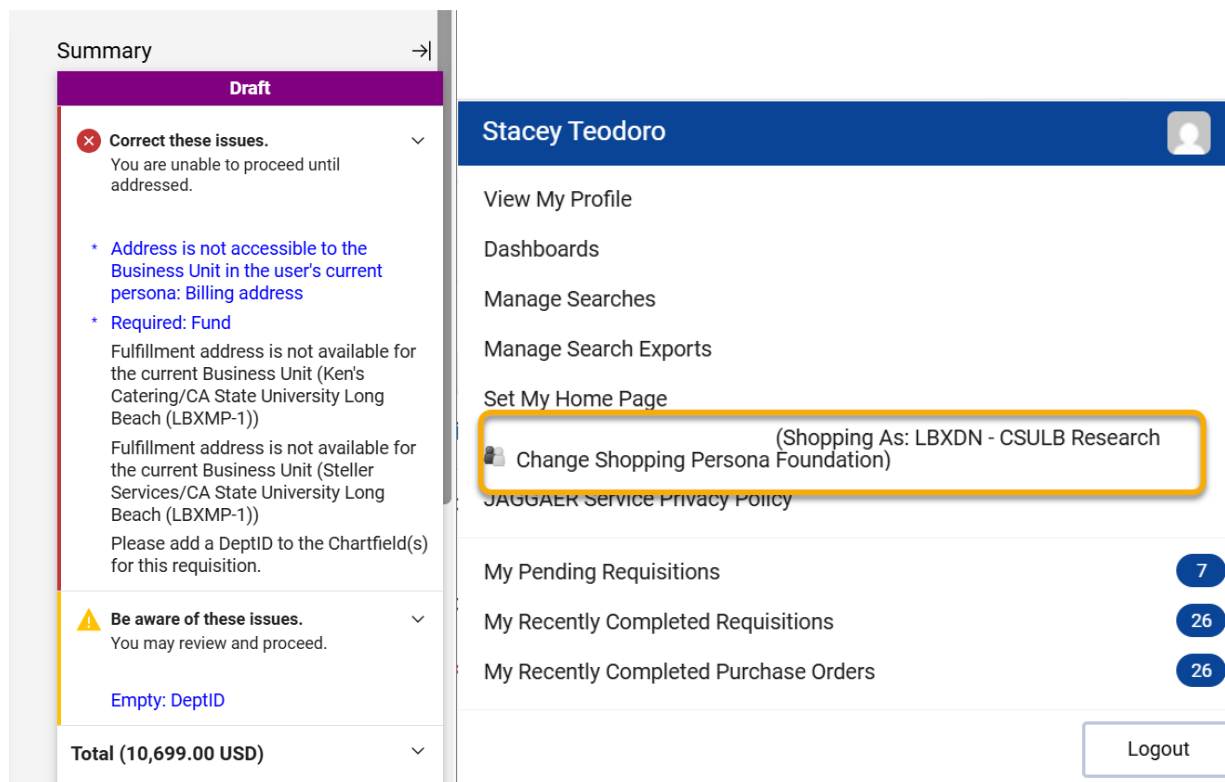 Summary
Draft
Correct these issues.
You are unable to proceed until
addressed.
* Address is not accessible to the
Business Unit in the user's current
persona: Billing address
* Required: Fund
Fulfillment address is not available for
the current Business Unit (Ken's
Catering/CA State University Long
Beach (LBXMP-1))
Fulfillment address is not available for
the current Business Unit (Steller
Services/CA State University Long
Beach (LBXMP-1))
Please add a DeptID to the Chartfield(s)
for this requisition.
Be aware of these issues.
You may review and proceed.
Empty: DeptID
Total (10,699.00 USD)
Stacey Teodoro
View My Profile
Dashboards
Manage Searches
Manage Search Exports
Set My Home Page
(Shopping As: LBXDN - CSULB Research
Change Shopping Persona Foundation)
JAGGAER Service Privacy Policy
My Pending Requisitions 7
My Recently Completed Requisitions 26
My Recently Completed Purchase Orders 26
Logout